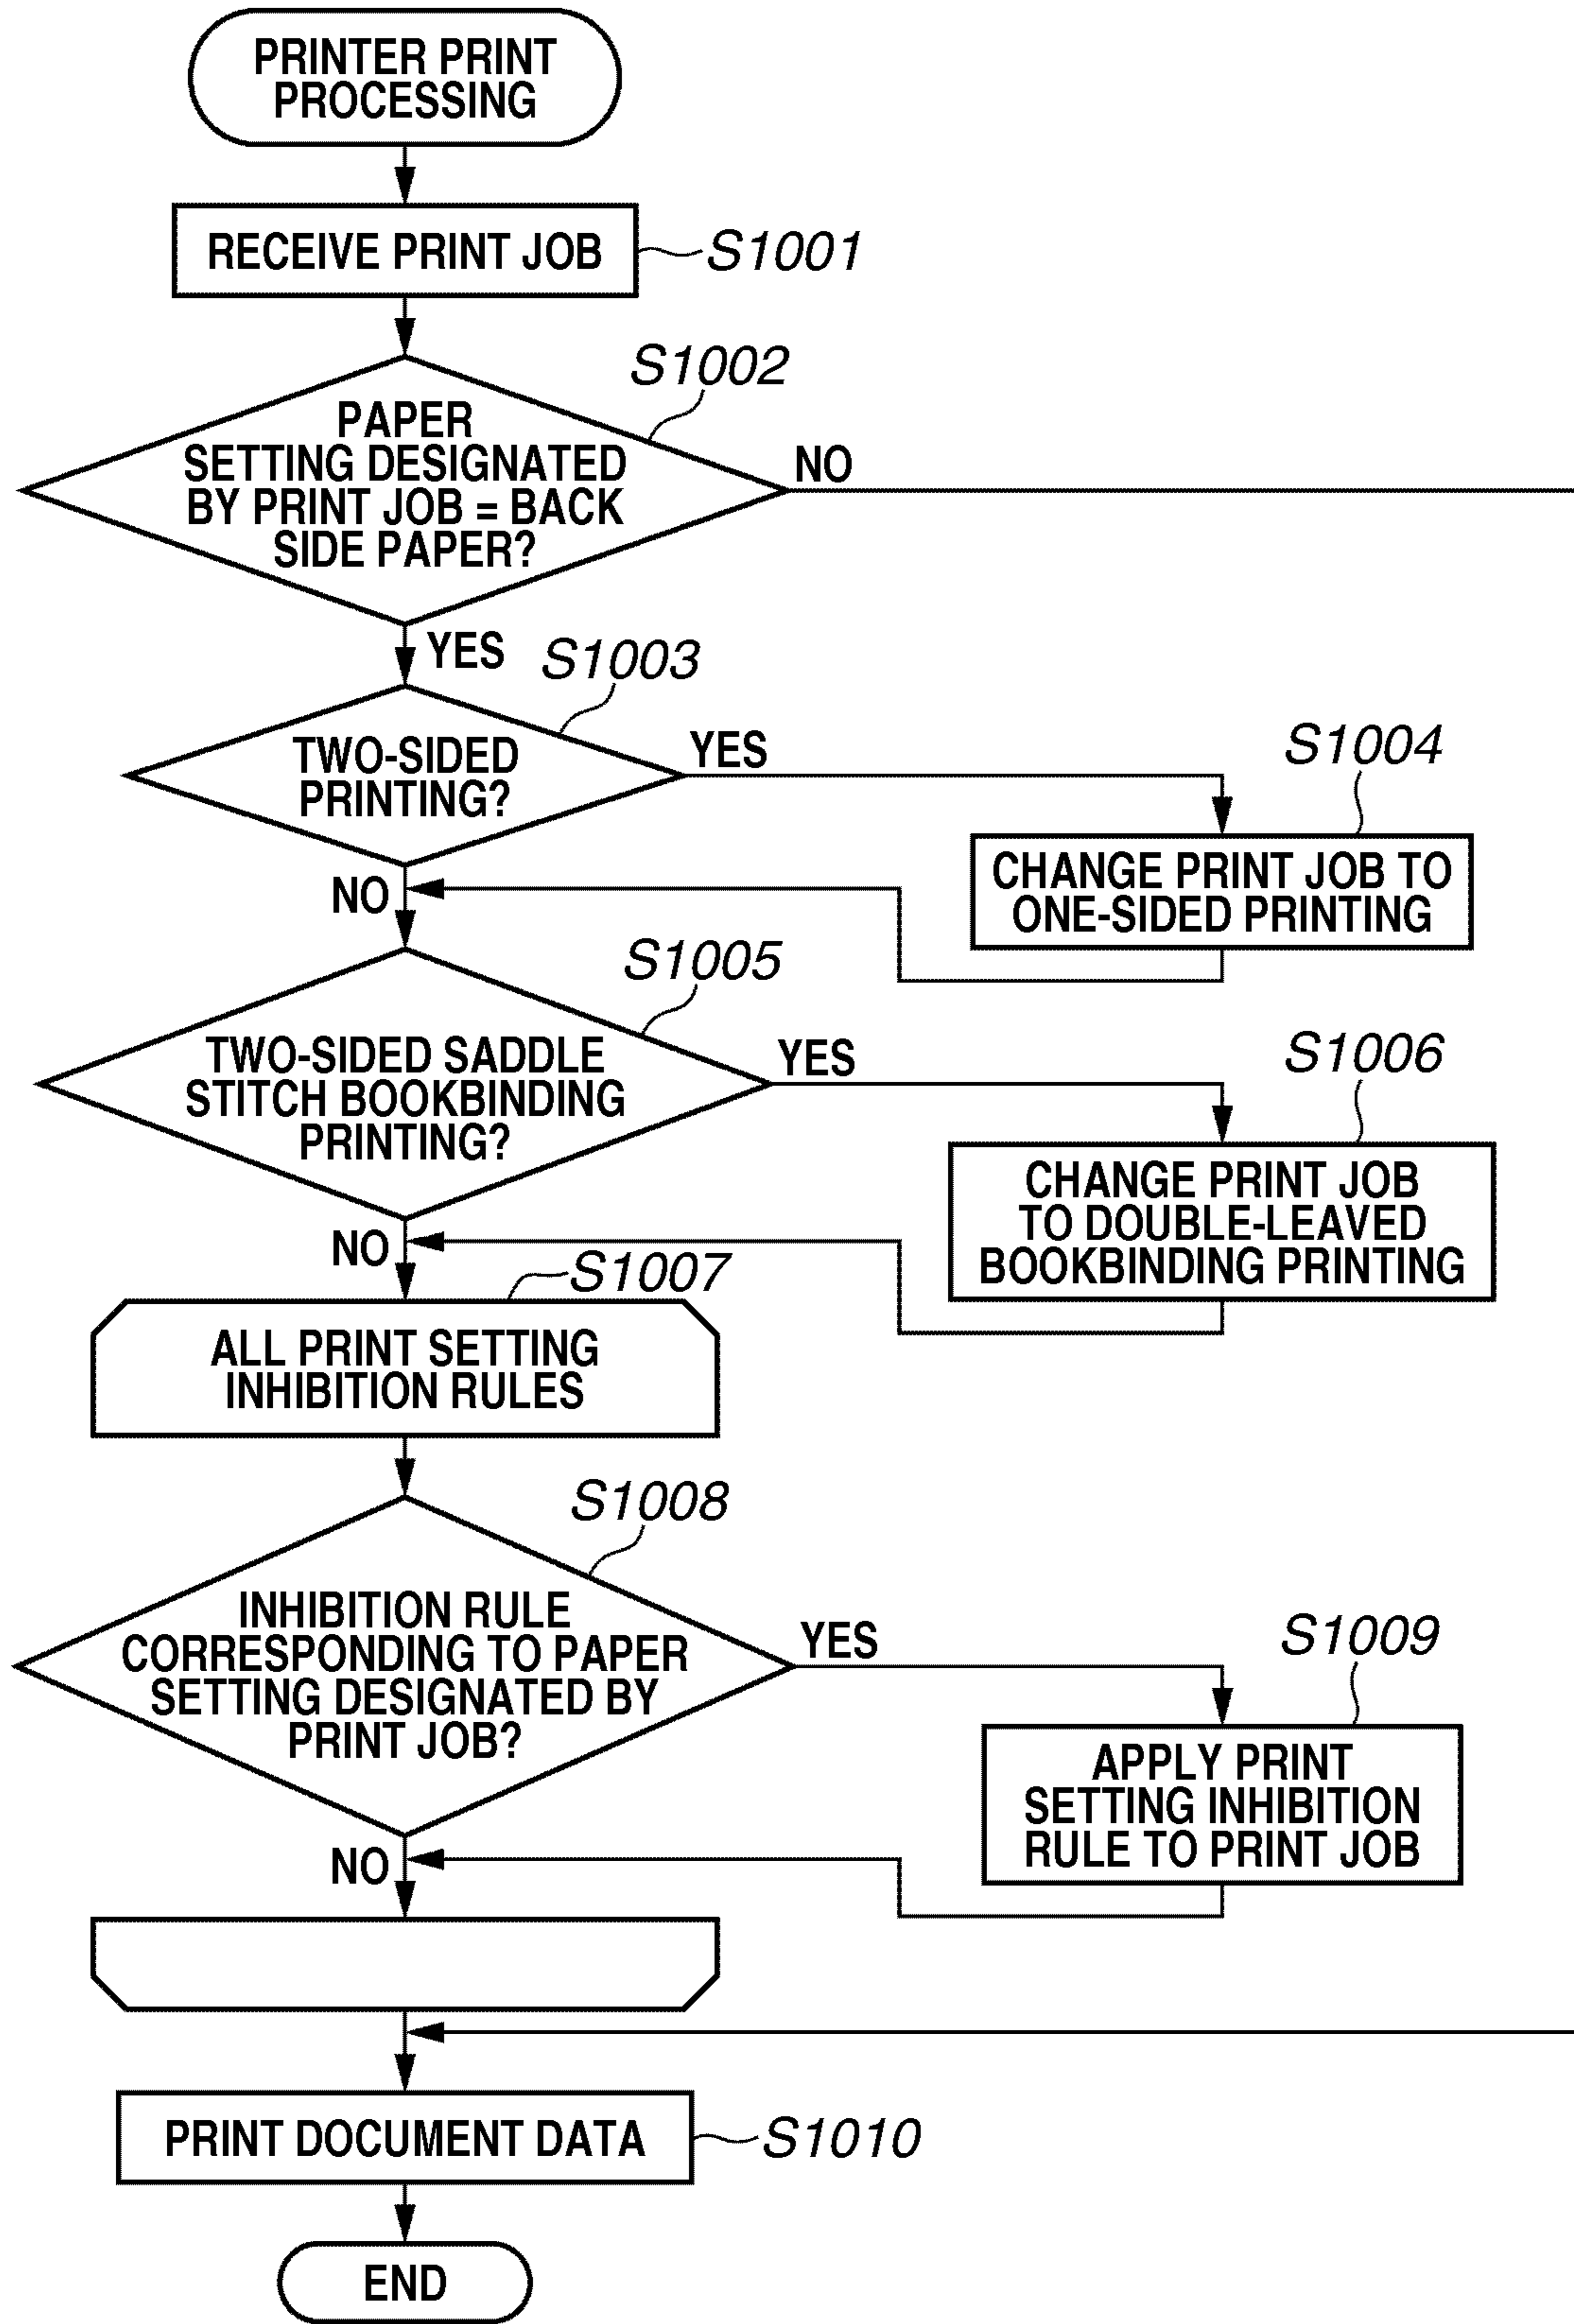 PRINTER PRINT
PROCESSING
RECEIVE PRINT JOB
S1001
S1002
PAPER
SETTING DESIGNATED
BY PRINT JOB = BACK
SIDE PAPER?
NO
YES
S1003
TWO-SIDED
PRINTING?
YES
S1004
CHANGE PRINT JOB TO
ONE-SIDED PRINTING
NO
S1005
TWO-SIDED SADDLE
STITCH BOOKBINDING
PRINTING?
YES
S1006
CHANGE PRINT JOB
TO DOUBLE-LEAVED
BOOKBINDING PRINTING
NO
S1007
ALL PRINT SETTING
INHIBITION RULES
S1008
INHIBITION RULE
CORRESPONDING TO PAPER
SETTING DESIGNATED BY
PRINT JOB?
YES
S1009
APPLY PRINT
SETTING INHIBITION
RULE TO PRINT JOB
NO
PRINT DOCUMENT DATA
S1010
END